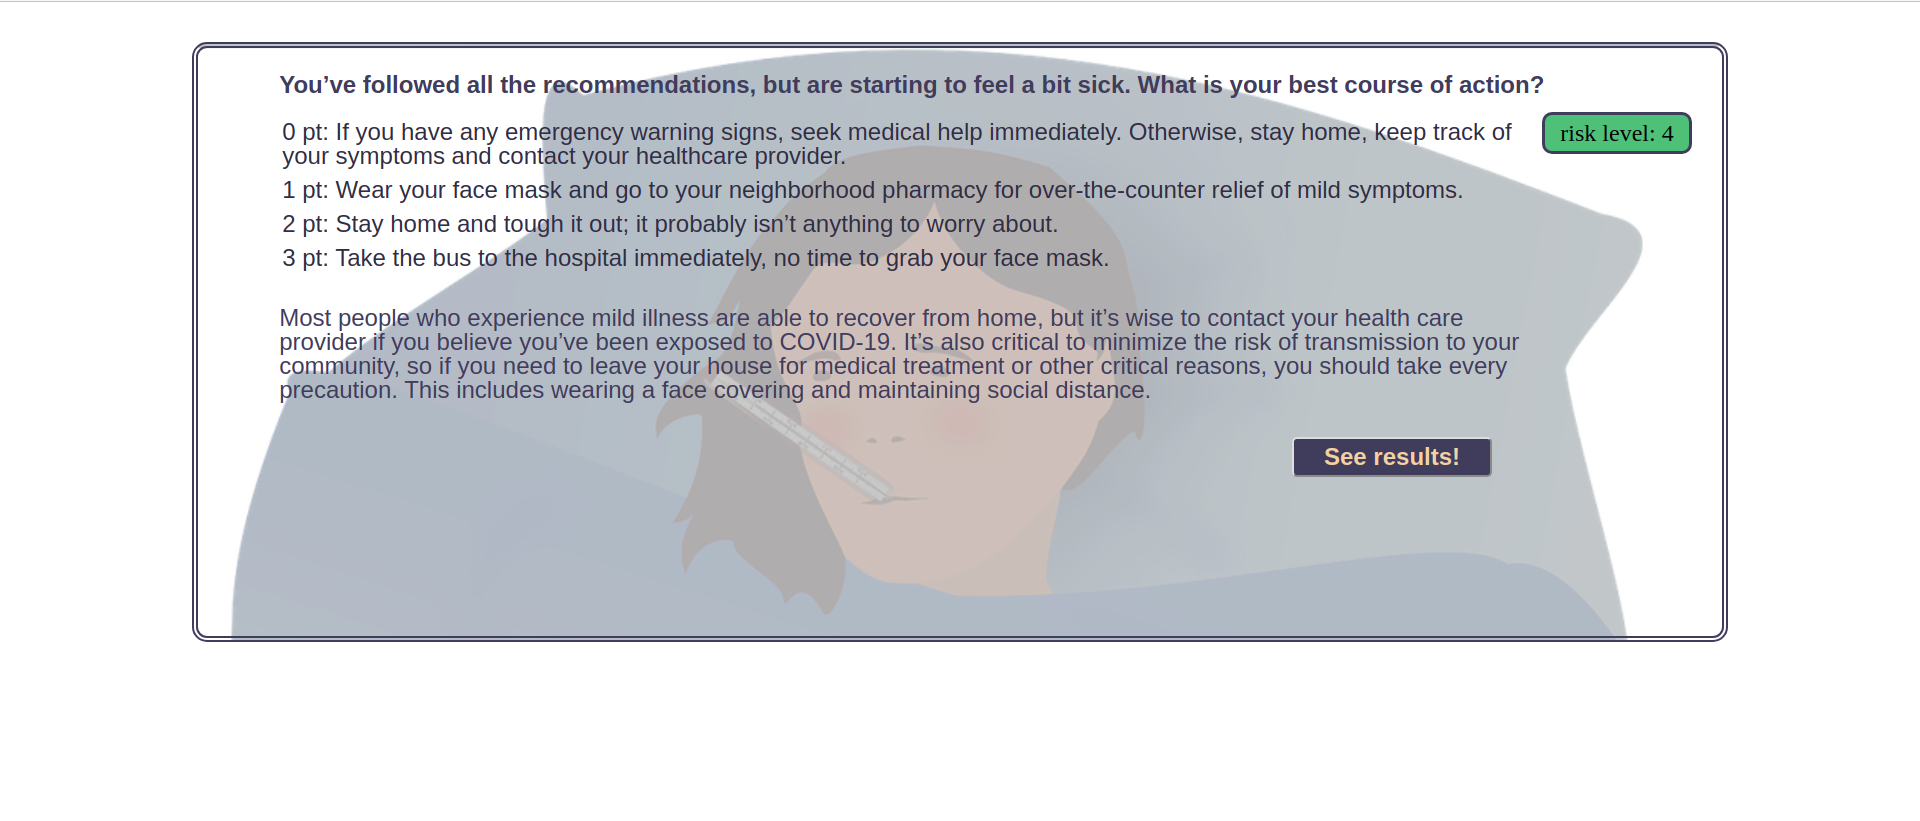 You’ve followed all the recommendations, but are starting to feel a bit sick. What is your best course of action?
0 pt: If you have any emergency warning signs, seek medical help immediately. Otherwise, stay home, keep track of
your symptoms and contact your healthcare provider.
risk level: 4
1 pt: Wear your face mask and go to your neighborhood pharmacy for over-the-counter relief of mild symptoms.
2 pt: Stay home and tough it out; it probably isn’t anything to worry about.
3 pt: Take the bus to the hospital immediately, no time to grab your face mask.
Most people who experience mild illness are able to recover from home, but it’s wise to contact your health care
provider if you believe you’ve been exposed to COVID-19. It’s also critical to minimize the risk of transmission to your
community, so if you need to leave your house for medical treatment or other critical reasons, you should take every
precaution. This includes wearing a face covering and maintaining social distance.
See results!